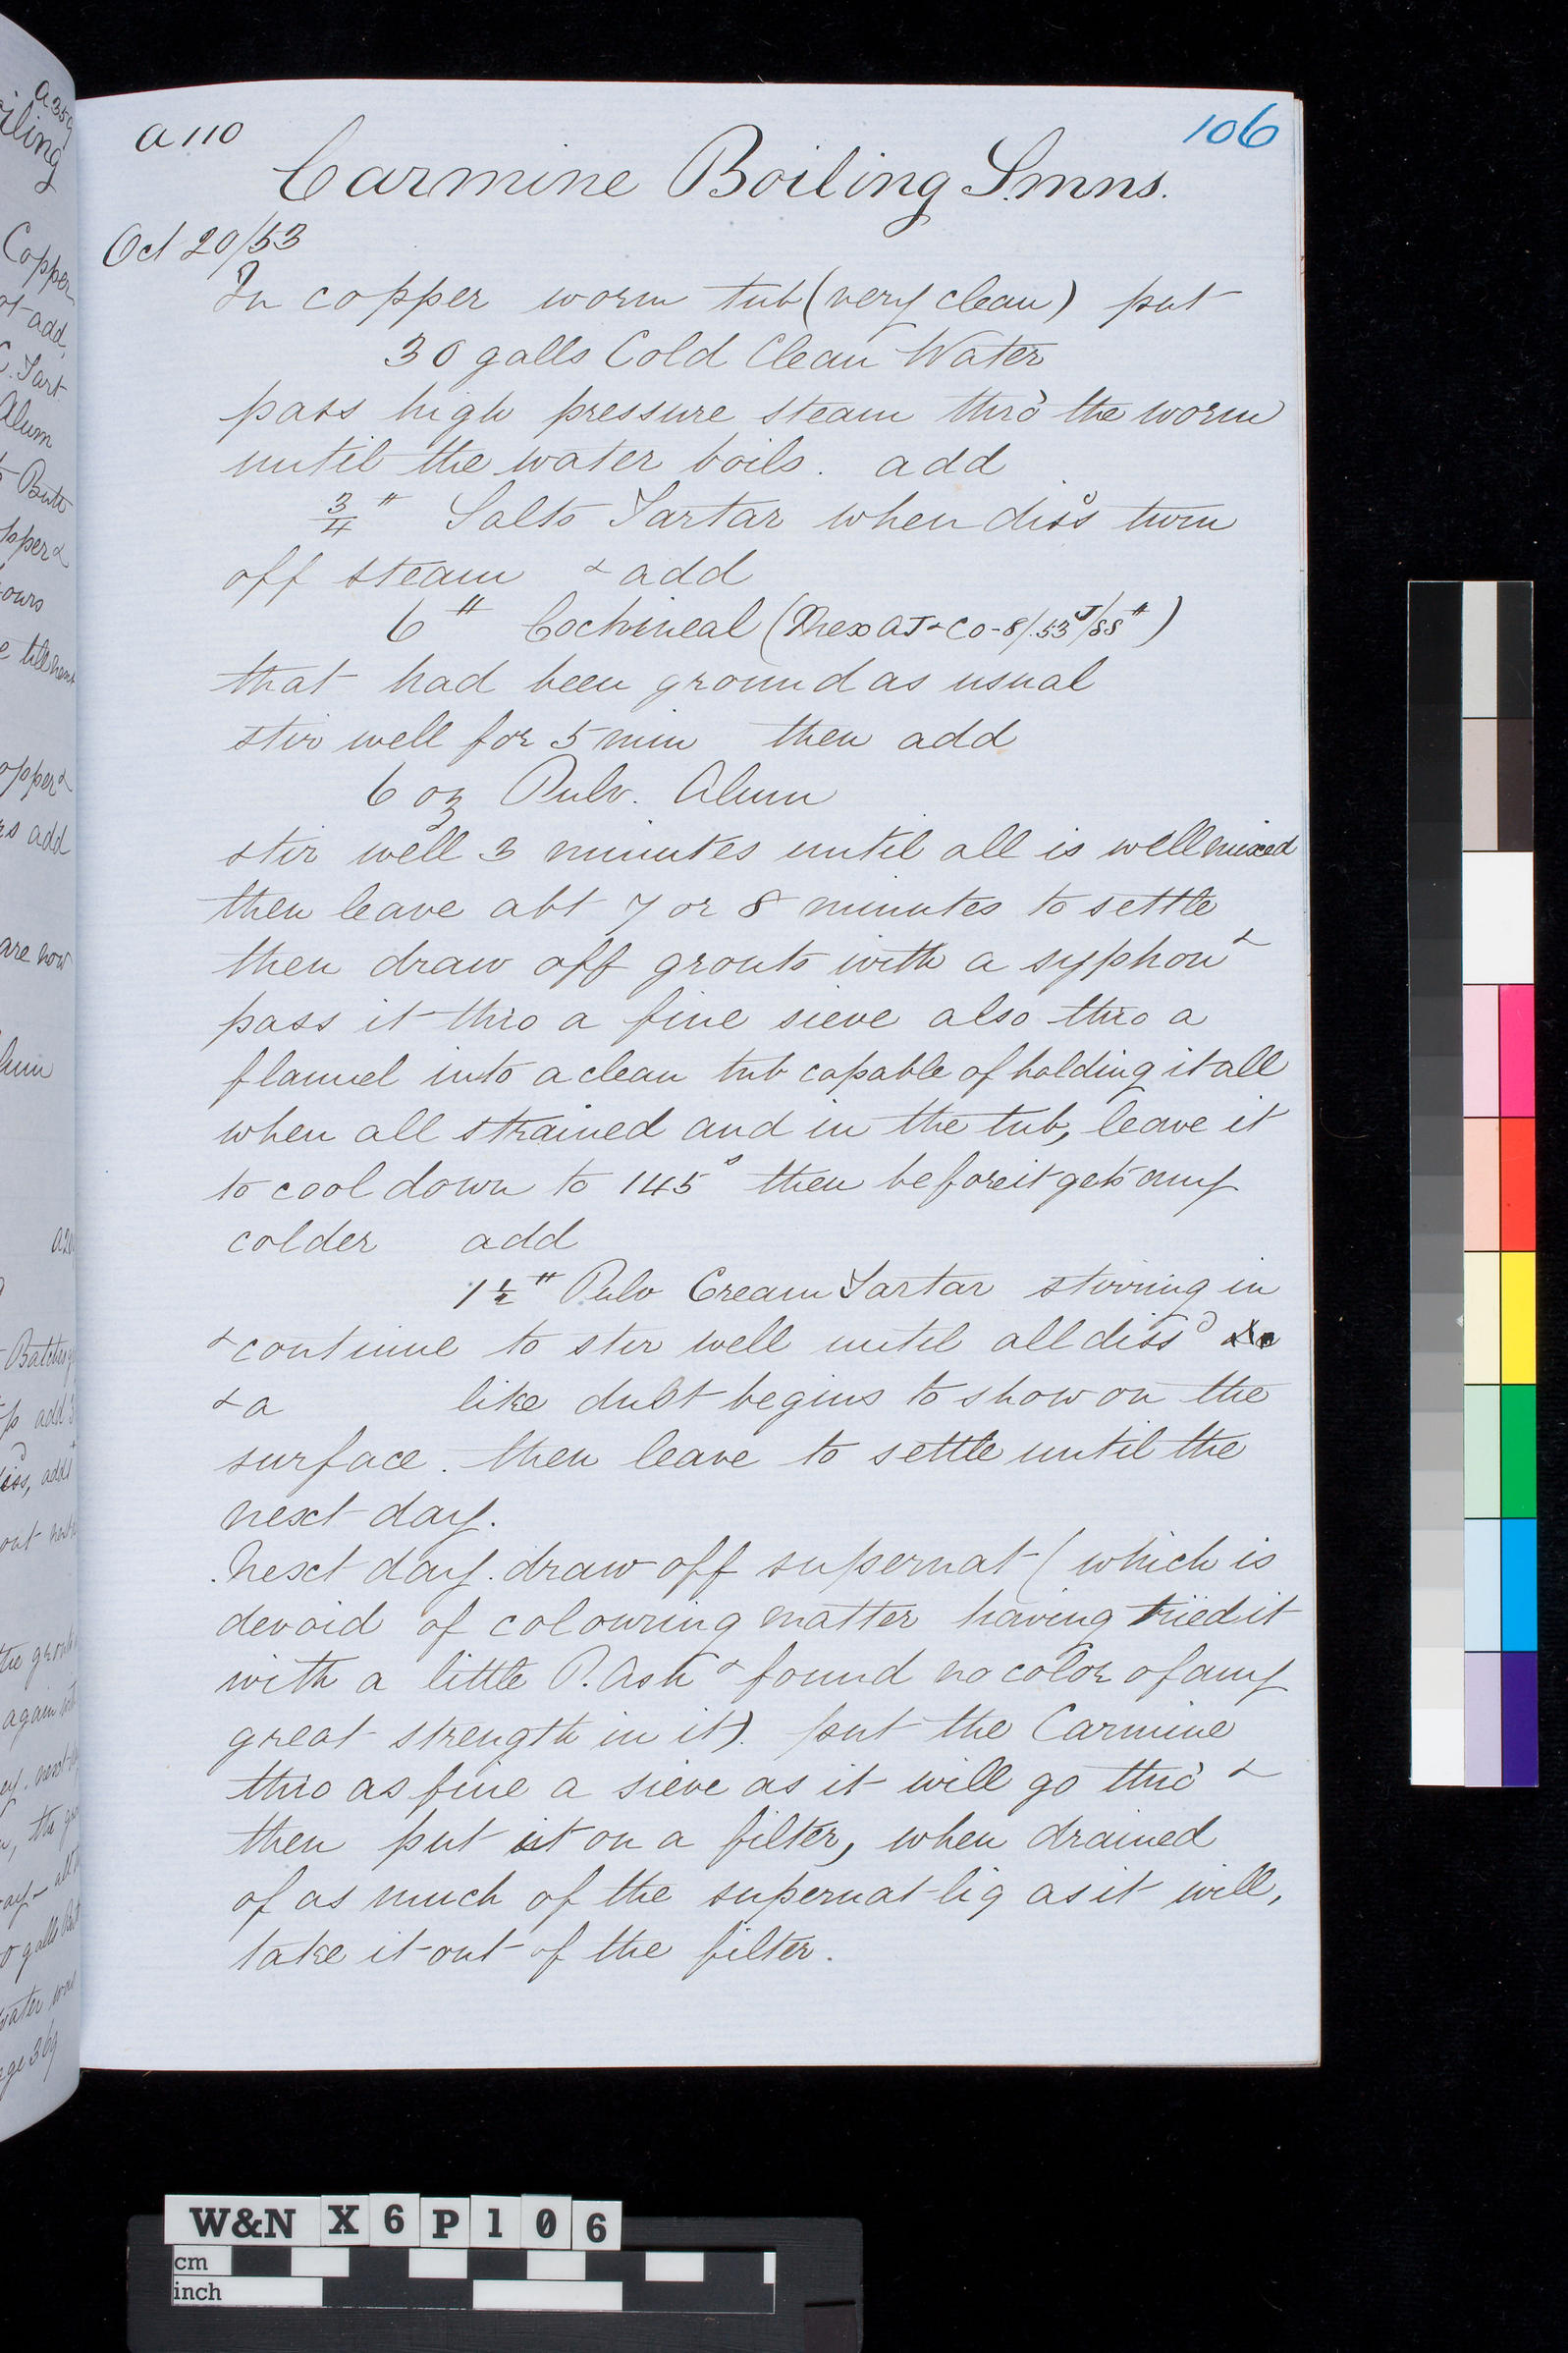 a 110
106
Carmine Boiling S.mns.
Oct 20/53
In copper worm tub (very clean) put
30 galls Cold Clean Water
pass high pressure steam thro' the worm
until the water boils. add
3/4 " Salts Tartar when diss turn
off steam & add
6 " Cochineal (Mex AJ & Co - 8/.53
that had been ground as usual
stir well for 5 min then add
6 oz Pulv. Alum
stir well 3 minutes until all is well mixed
then leave abt 7 or 8 minutes to settle
then draw off grouts with a syphon &
pass it thro a fine sieve also thro a
flannel into a clean tub capable of holding it all
when all strained and in the tub, leave it
to cool down to 145° then before it gets any
colder add
1 1/2 " Pulv Cream Tartar stirring in
& continue to stir well until all dissd
& a like dust begins to show on the
surface. then leave to settle until the
next day.
Next day. draw off supernat (which is
devoid of colouring matter having tried it
with a little P. Ash & found no color of any
great strength in it). put the Carmine
thro as fine a sieve as it will go thro' &
then put it on a filter, when drained
of as much of the supernat liq as it will,
take it out of the filter.
W&N X6P106
cm
inch